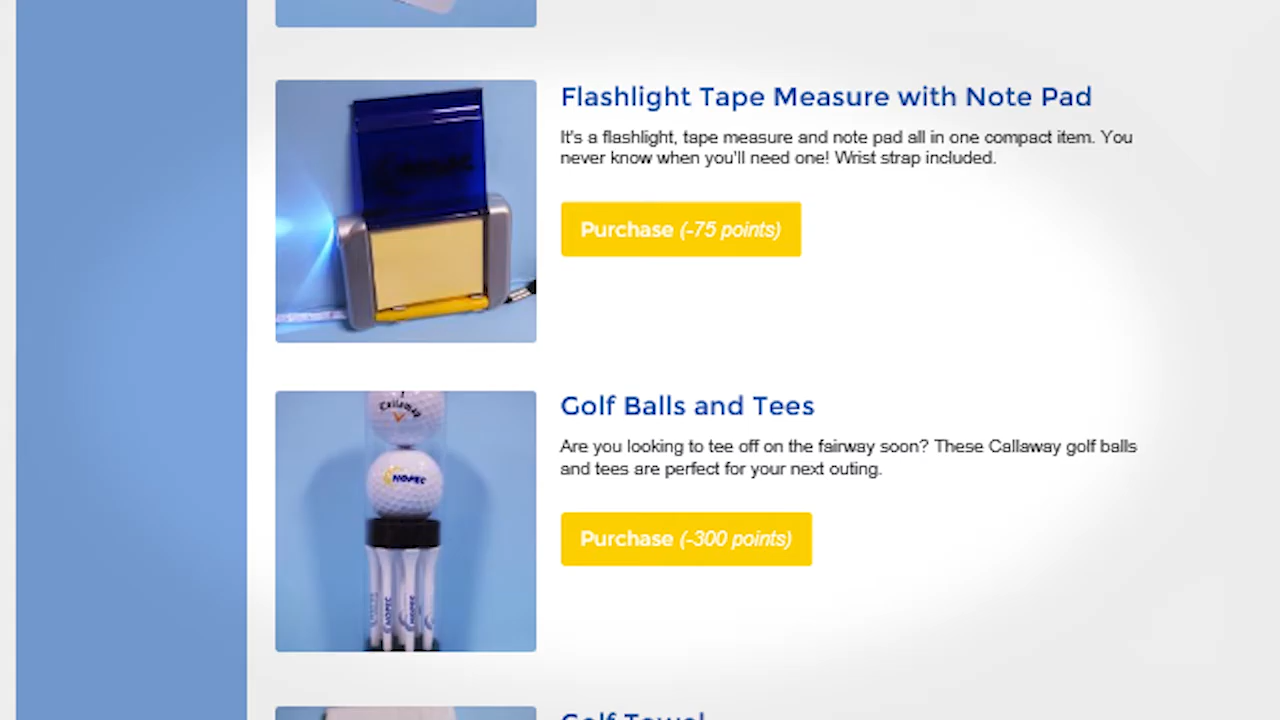 Flashlight Tape Measure with Note Pad
It's a flashlight, tape measure and note pad all in one compact item. You
never know when you'll need one! Wrist strap included.
Purchase (-75 points)
Callaway
NOPEC
NOPEC
NOPEC
Golf Balls and Tees
Are you looking to tee off on the fairway soon? These Callaway golf balls
and tees are perfect for your next outing.
Purchase (-300 points)
Golf Towel